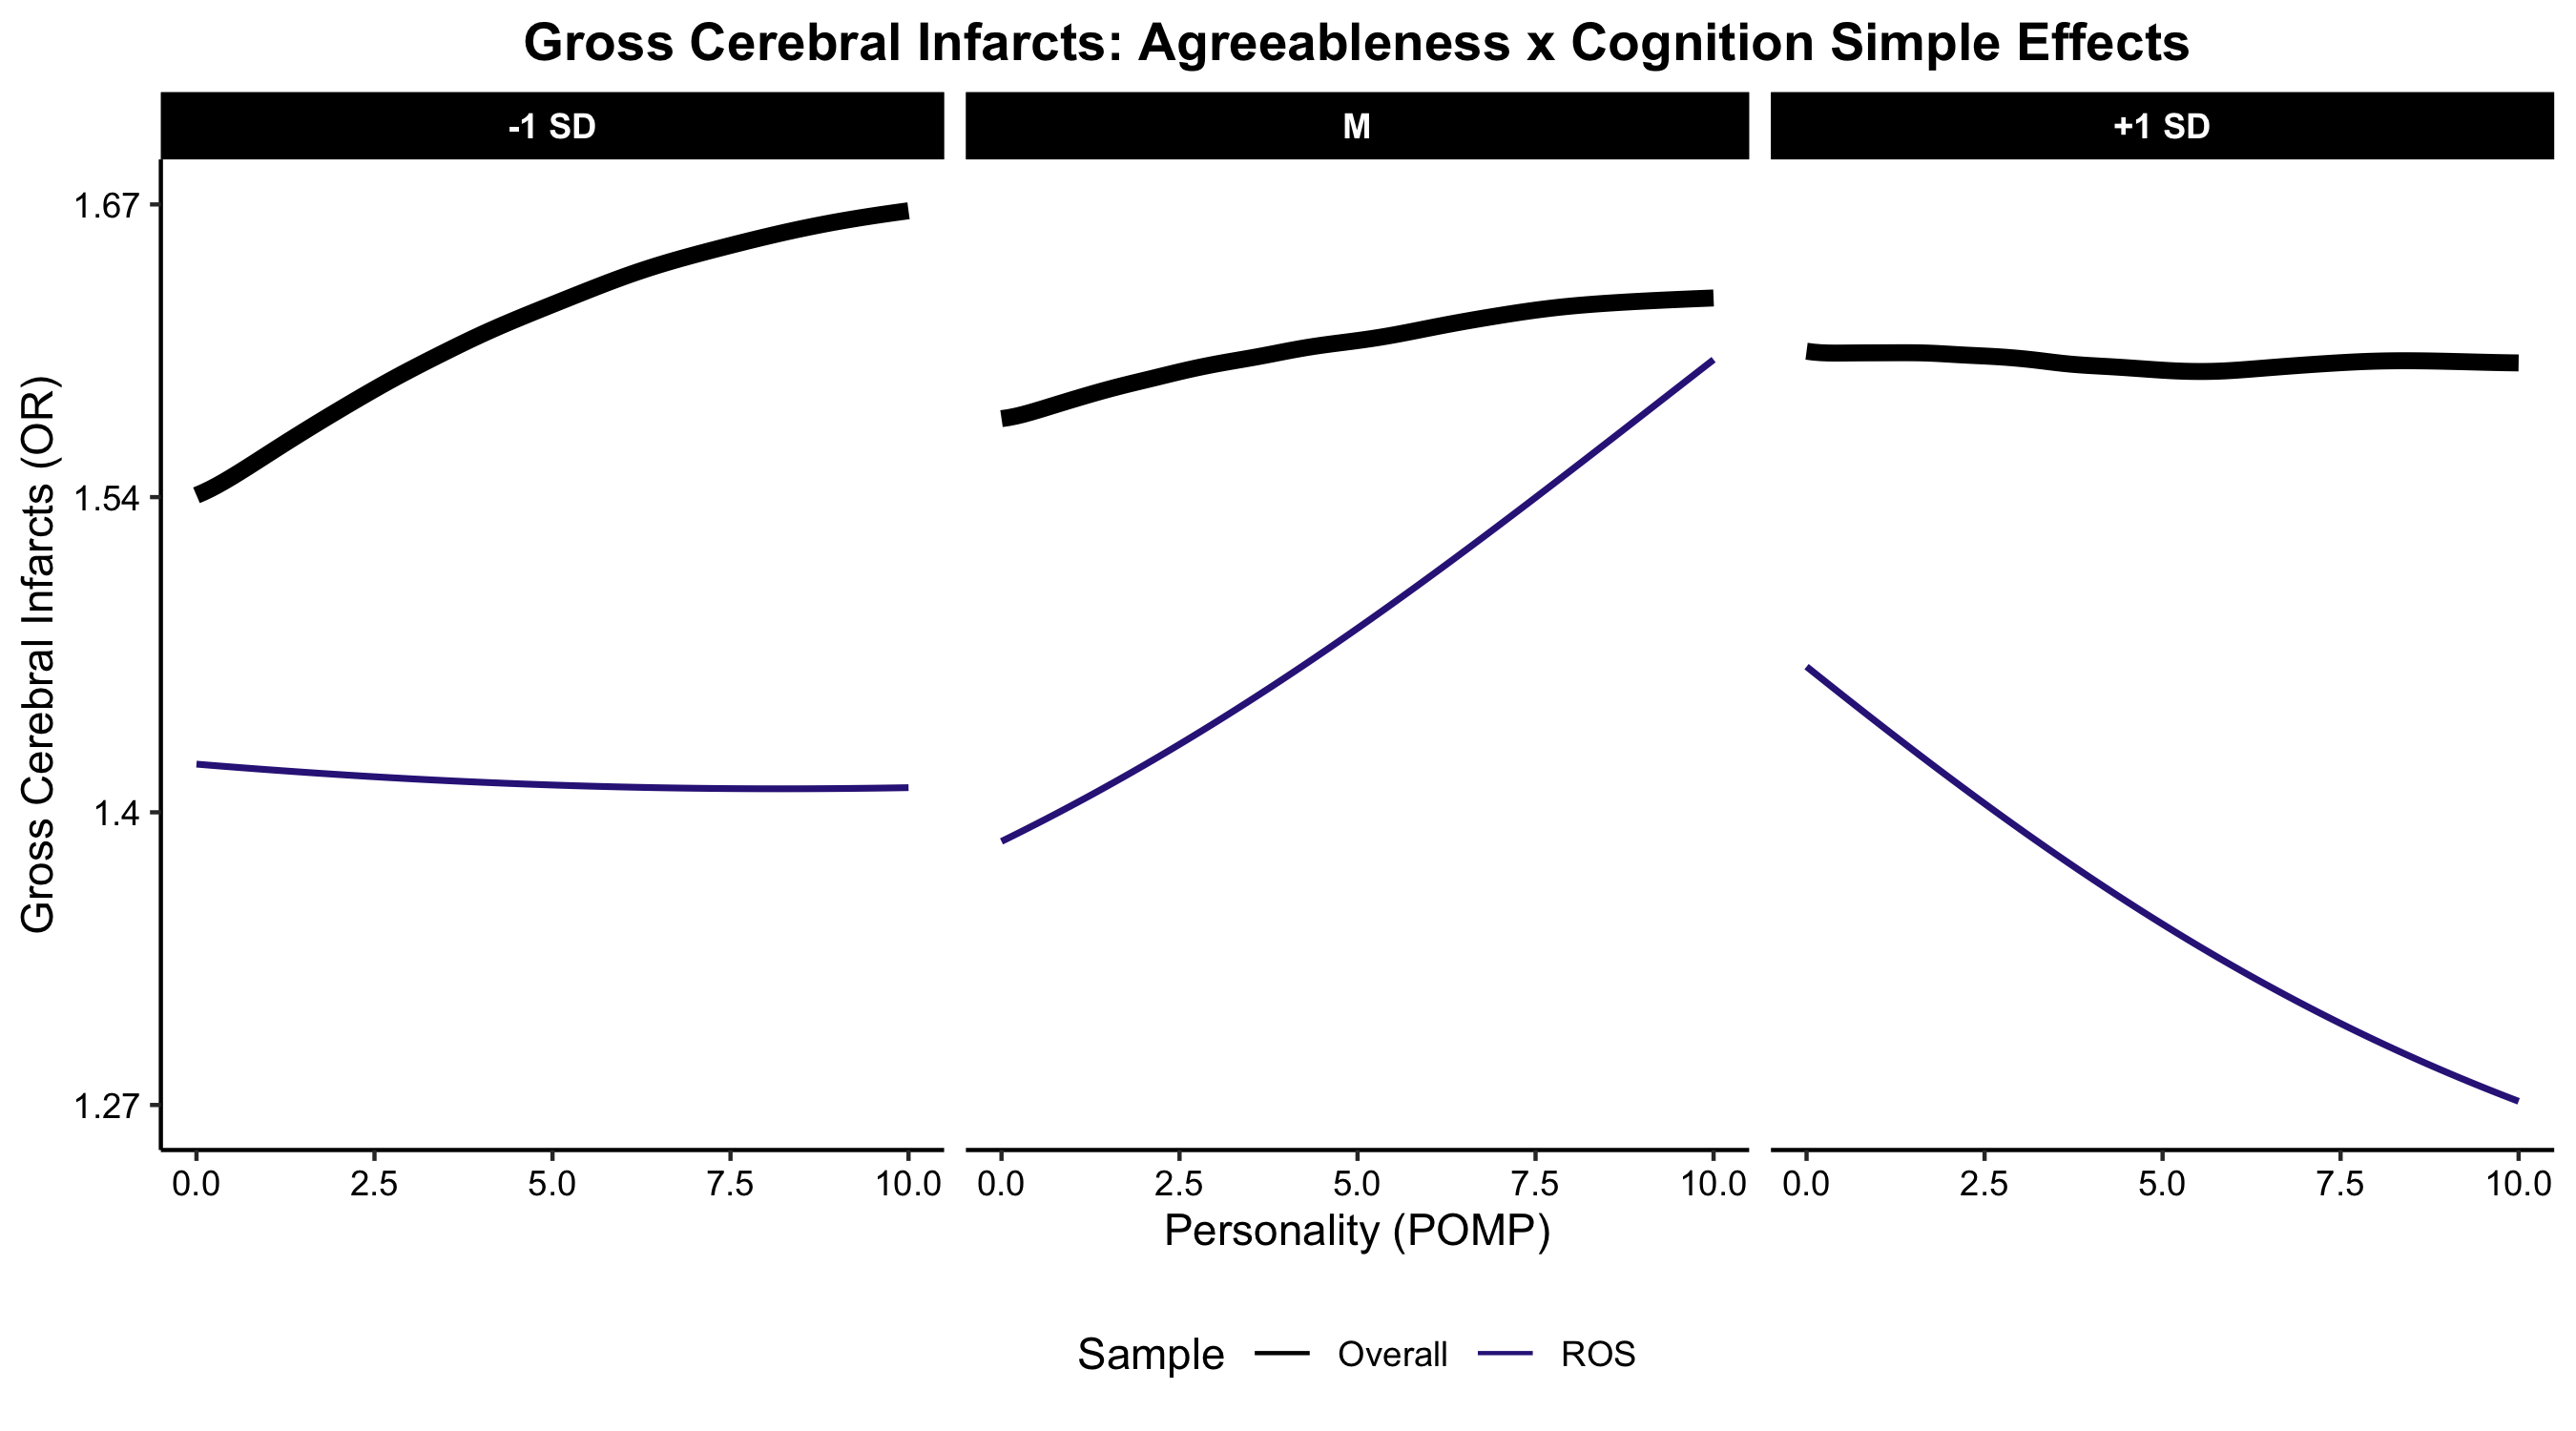 Gross Cerebral Infarcts: Agreeableness x Cognition Simple Effects
-1 SD M +1 SD
Gross Cerebral Infarcts (OR)
1.67
1.54
1.4
1.27
0.0 2.5 5.0 7.5 10.0 0.0 2.5 5.0 7.5 10.0 0.0 2.5 5.0 7.5 10.0
Personality (POMP)
Sample Overall ROS